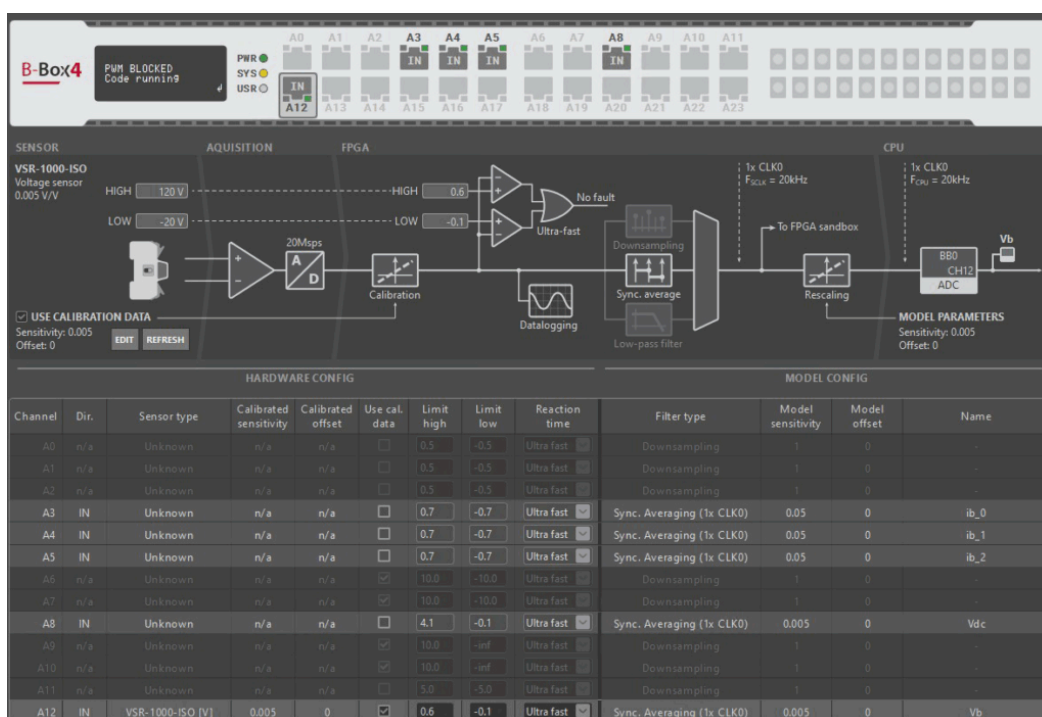 A0 A1 A2 A3 A4 A5 A6 A7 A8 A9 A10 A11
B-Box4
PWM BLOCKED
Code running
PWR
SYS
USR
IN IN IN IN
IN
A12 A13 A14 A15 A16 A17 A18 A19 A20 A21 A22 A23
SENSOR ACQUISITION FPGA CPU
VSR-1000-ISO
Voltage sensor
0.005 V/V
HIGH 120 V HIGH 0.6
LOW -20 V LOW -0.1
No fault
Ultra-fast
1x CLK0
FSCLK = 20kHz
1x CLK0
FCPU = 20kHz
To FPGA sandbox
Downsampling
20Msps
A
D
Calibration
Sync. average
Rescaling
BB0
CH12
ADC
Vb
Datalogging
Low-pass filter
USE CALIBRATION DATA
Sensitivity: 0.005
Offset: 0
EDIT REFRESH
MODEL PARAMETERS
Sensitivity: 0.005
Offset: 0
HARDWARE CONFIG MODEL CONFIG
Channel Dir. Sensor type Calibrated sensitivity Calibrated offset Use cal. data Limit high Limit low Reaction time Filter type Model sensitivity Model offset Name
A0 n/a Unknown n/a n/a 0.5 -0.5 Ultra fast Downsampling 1 0 -
A1 n/a Unknown n/a n/a 0.5 -0.5 Ultra fast Downsampling 1 0 -
A2 n/a Unknown n/a n/a 0.5 -0.5 Ultra fast Downsampling 1 0 -
A3 IN Unknown n/a n/a 0.7 -0.7 Ultra fast Sync. Averaging (1x CLK0) 0.05 0 ib_0
A4 IN Unknown n/a n/a 0.7 -0.7 Ultra fast Sync. Averaging (1x CLK0) 0.05 0 ib_1
A5 IN Unknown n/a n/a 0.7 -0.7 Ultra fast Sync. Averaging (1x CLK0) 0.05 0 ib_2
A6 n/a Unknown n/a n/a 10.0 -10.0 Ultra fast Downsampling 1 0 -
A7 n/a Unknown n/a n/a 10.0 -10.0 Ultra fast Downsampling 1 0 -
A8 IN Unknown n/a n/a 4.1 -0.1 Ultra fast Sync. Averaging (1x CLK0) 0.005 0 Vdc
A9 n/a Unknown n/a n/a 10.0 -inf Ultra fast Downsampling 1 0 -
A10 n/a Unknown n/a n/a 10.0 -inf Ultra fast Downsampling 1 0 -
A11 n/a Unknown n/a n/a 5.0 -5.0 Ultra fast Downsampling 1 0 -
A12 IN VSR-1000-ISO [V] 0.005 0 0.6 -0.1 Ultra fast Sync. Averaging (1x CLK0) 0.005 0 Vb